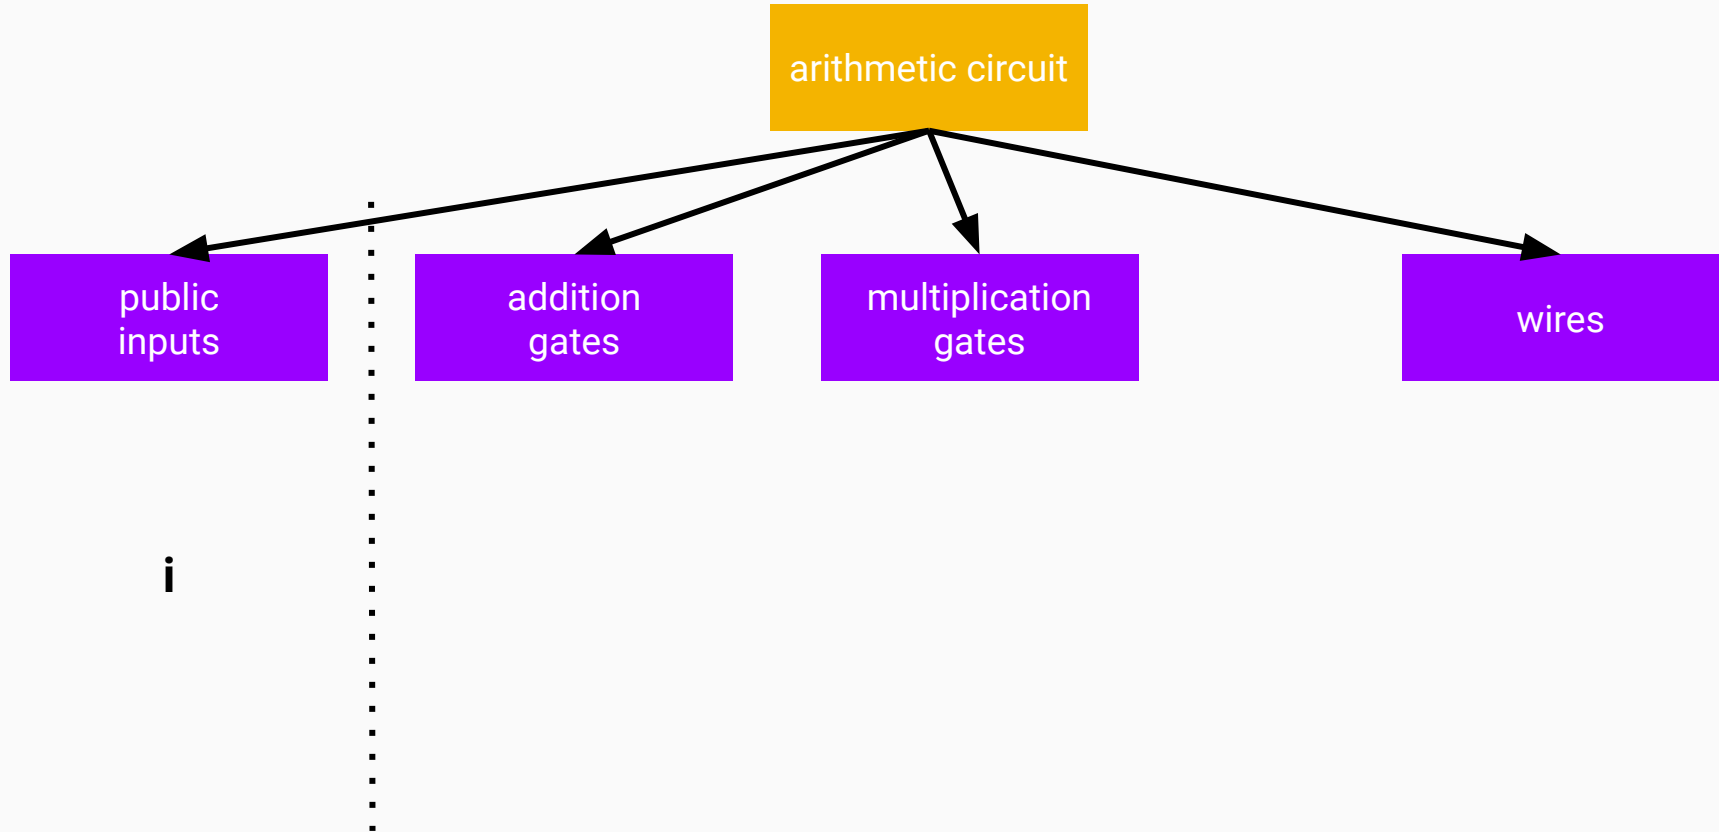 arithmetic circuit
public
inputs
addition
gates
multiplication
gates
wires
i